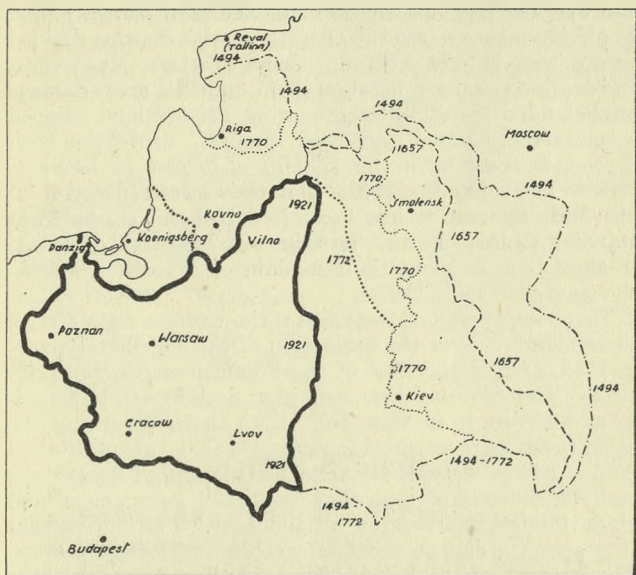 Reval
(Tallinn)
1494
1494
1494
Moscow
Riga
1770
1657
1494
1770
Smolensk
1921
Kovno
Vilno
Koenigsberg
Danzig
1657
1772
1770
Poznan
Warsaw
1921
1770
1657
1494
Kiev
Cracow
Lvov
1921
1494-1772
1494
1772
Budapest